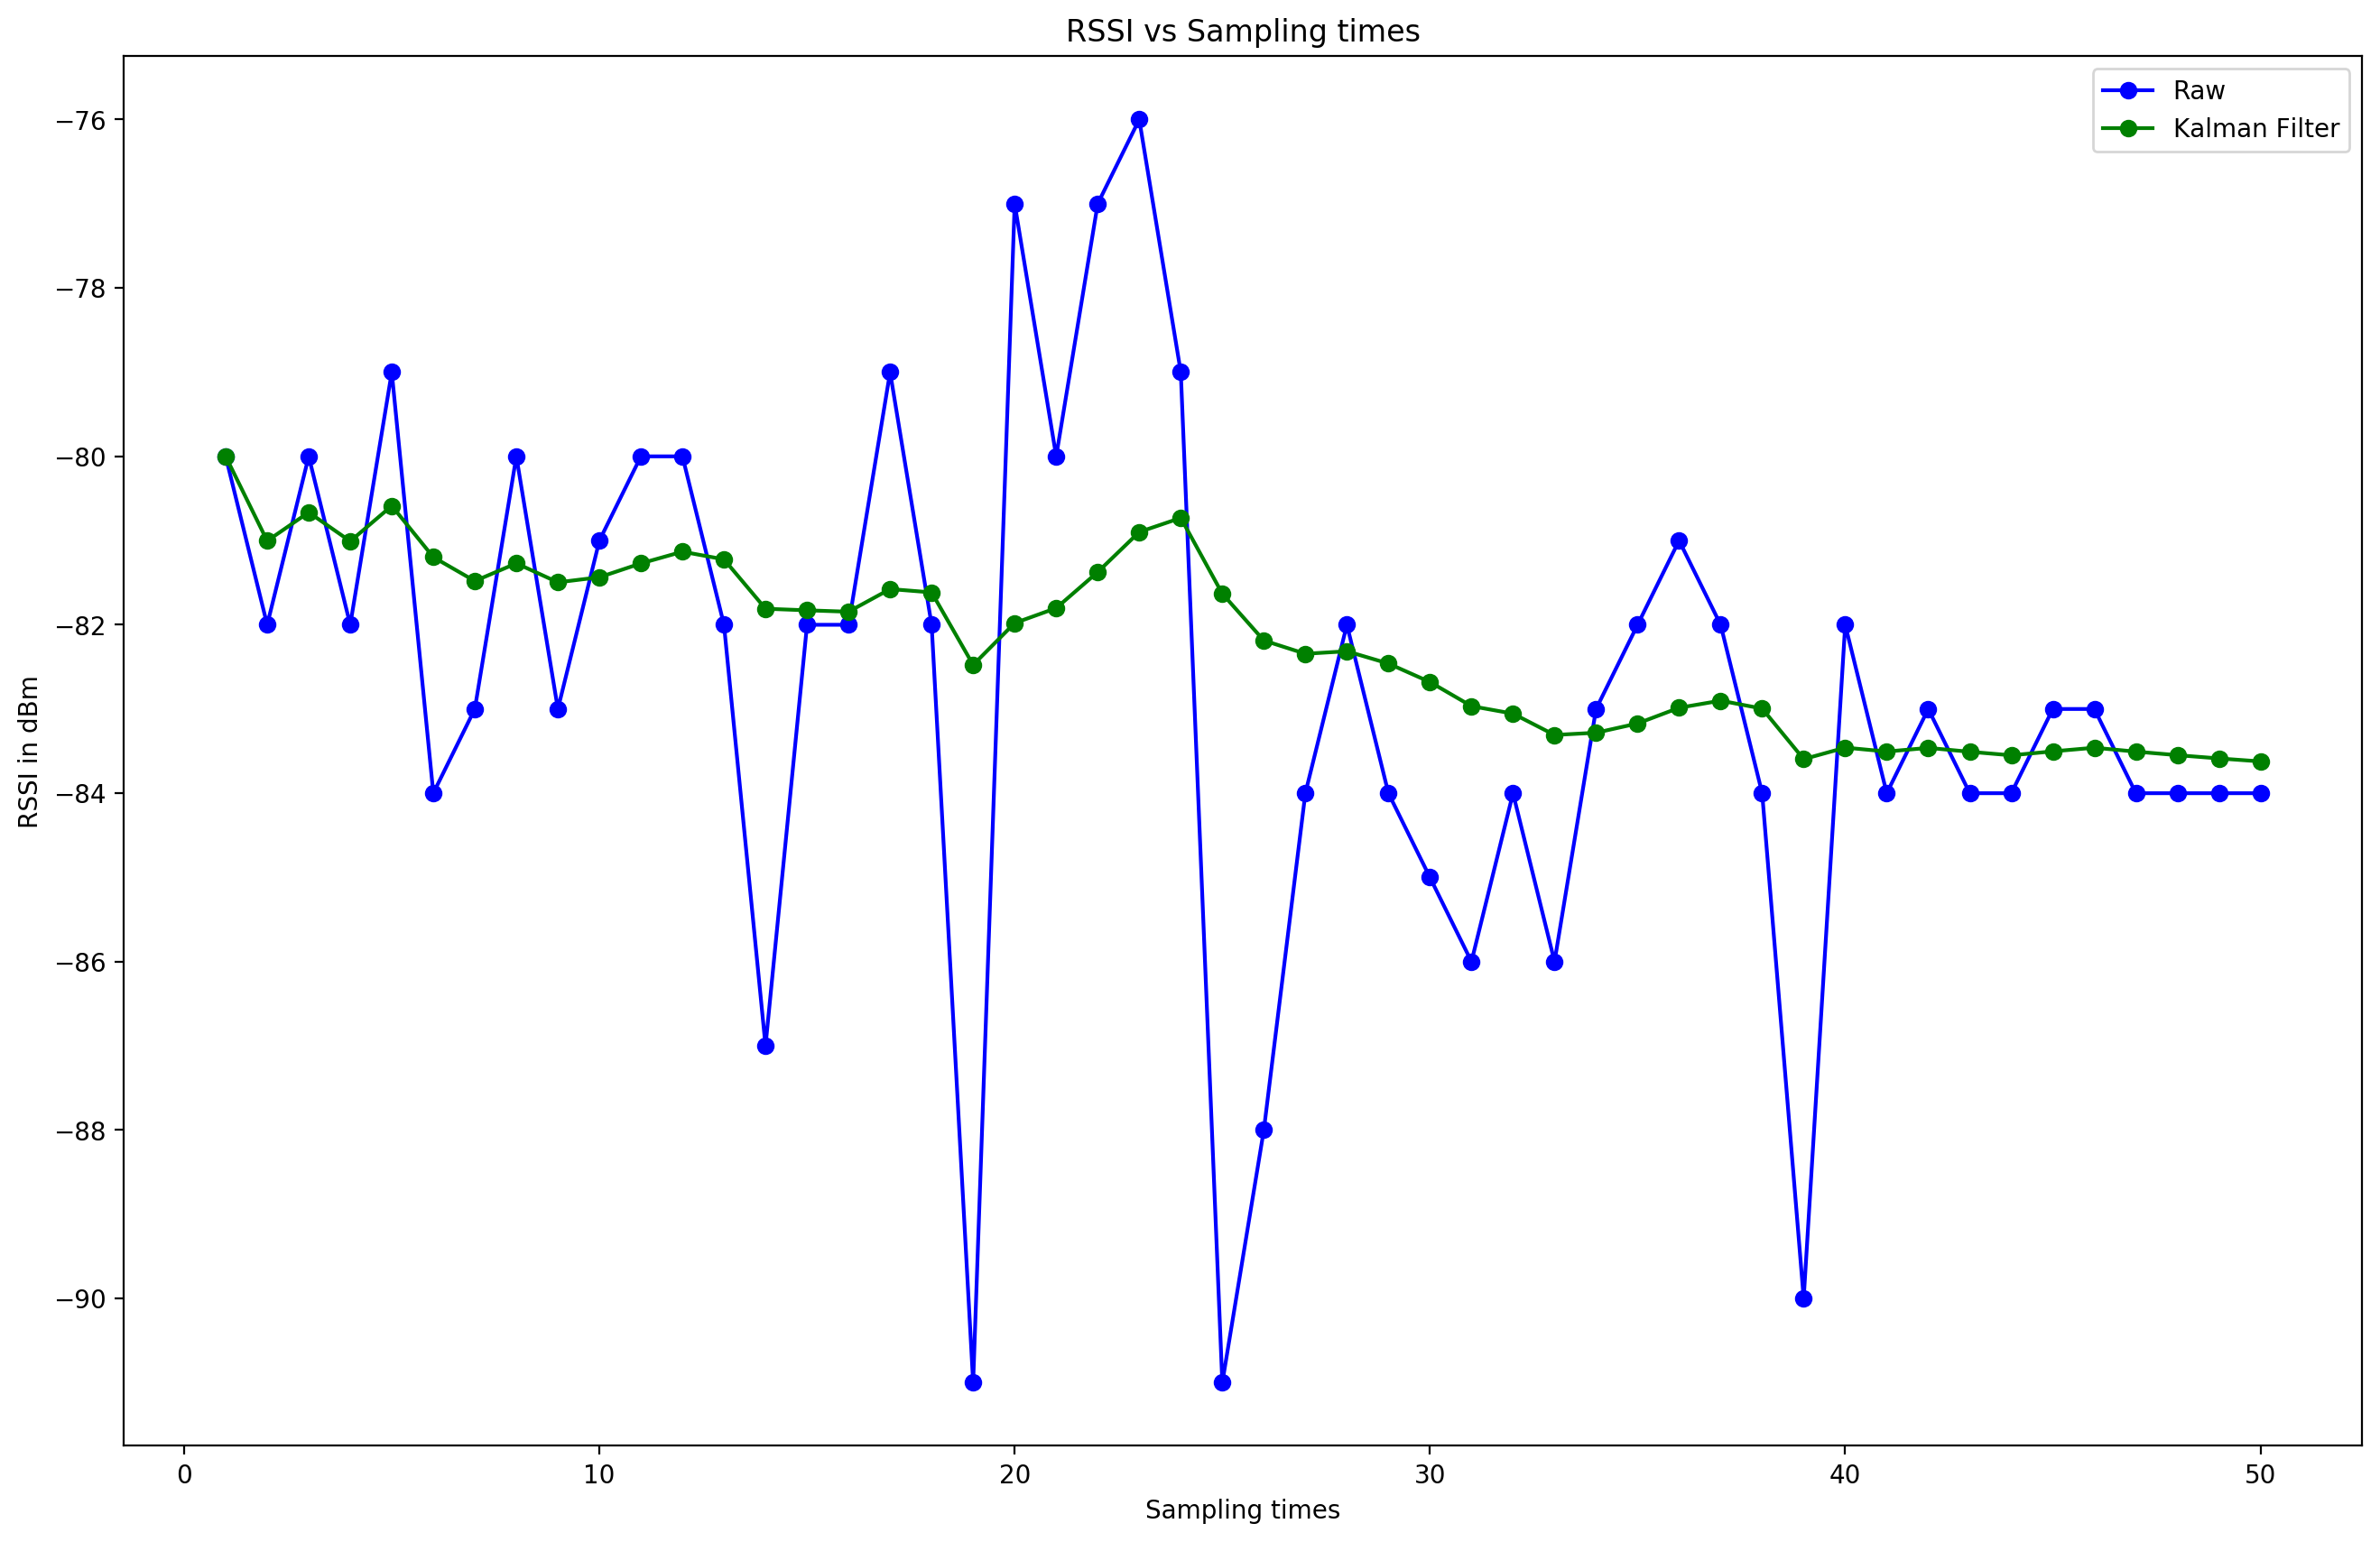 RSSI vs Sampling times
Raw
Kalman Filter
−76
−78
−80
−82
−84
−86
−88
−90
RSSI in dBm
0 10 20 30 40 50
Sampling times